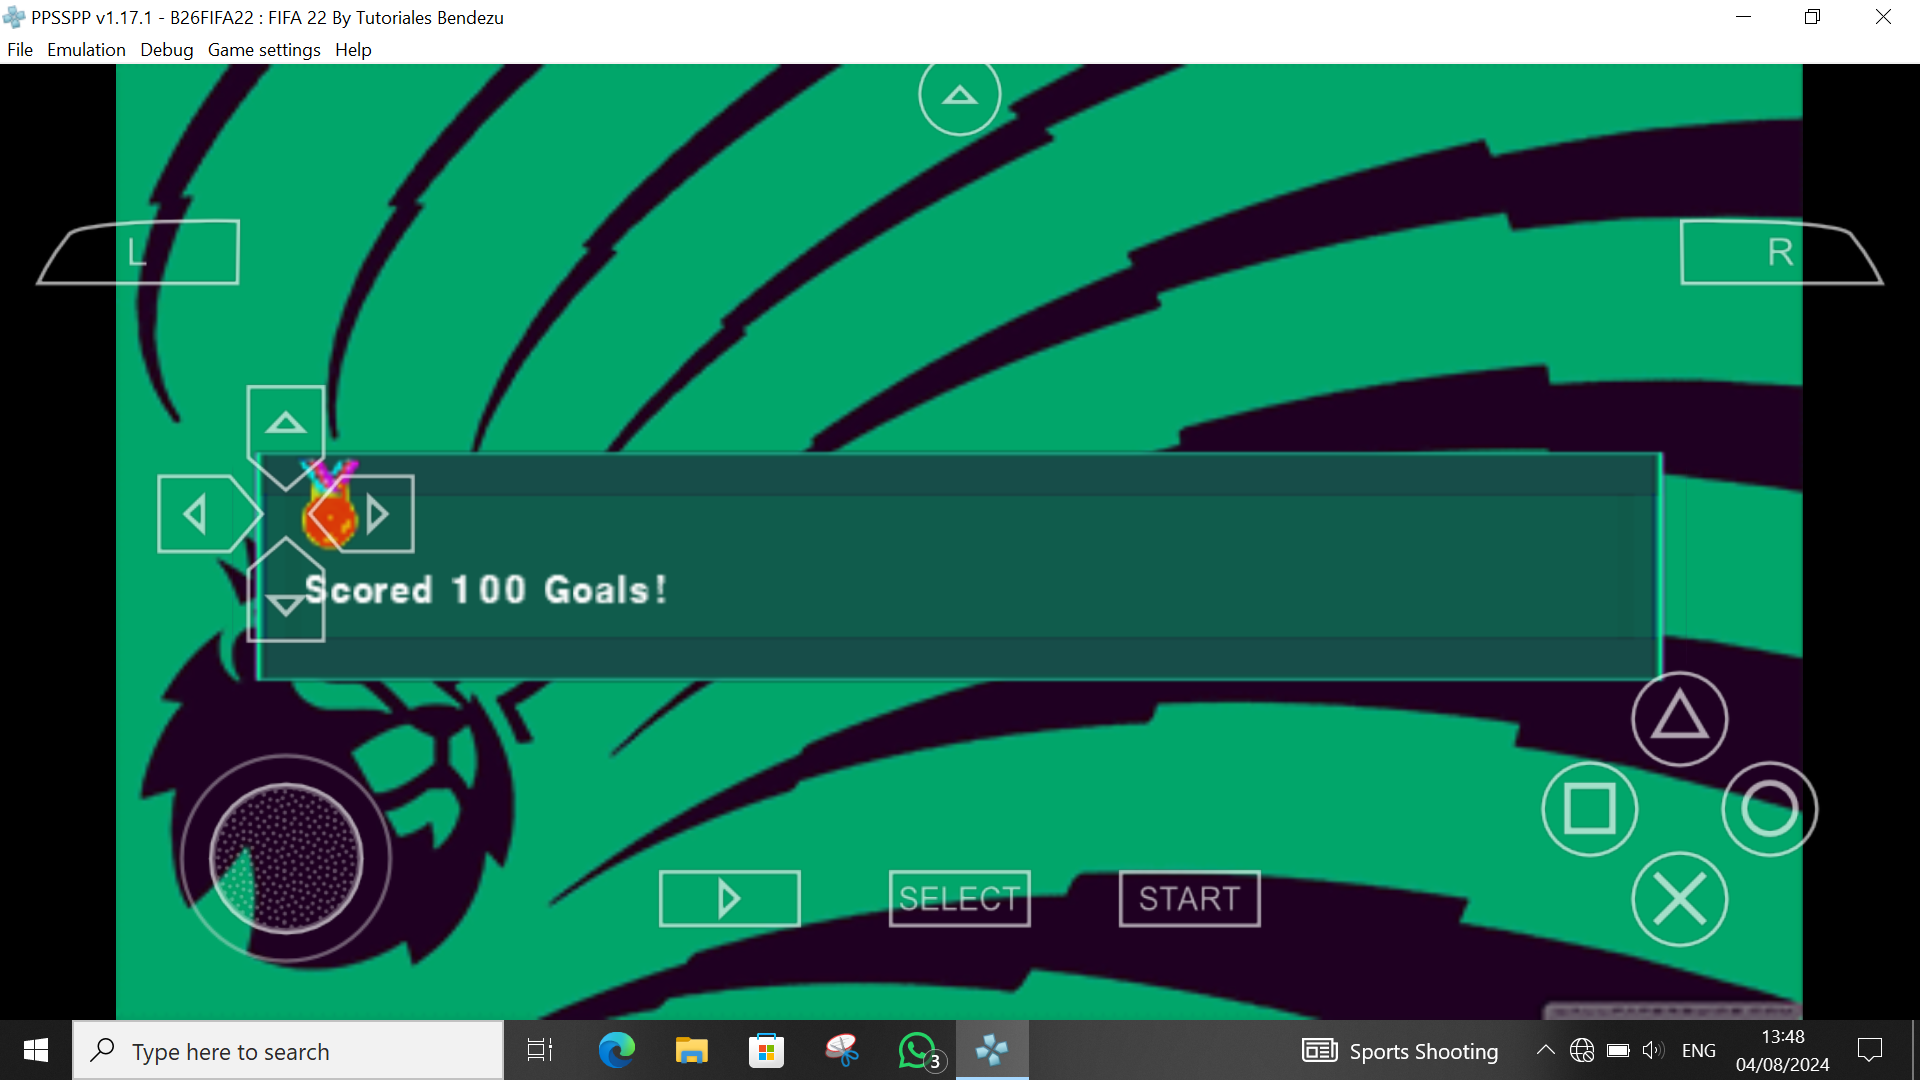 PPSSPP v1.17.1 - B26FIFA22 : FIFA 22 By Tutoriales Bendezu
File Emulation Debug Game settings Help
L
R
Scored 100 Goals!
SELECT
START
Type here to search
3
Sports Shooting
ENG
13:48
04/08/2024